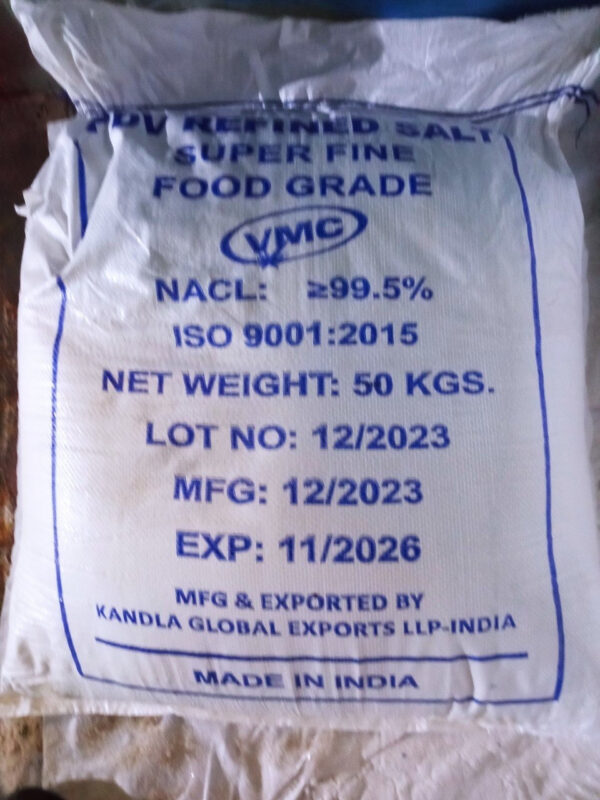 PDV REFINED SALT
SUPER FINE
FOOD GRADE
VMC
NACL: ≥99.5%
ISO 9001:2015
NET WEIGHT: 50 KGS.
LOT NO: 12/2023
MFG: 12/2023
EXP: 11/2026
MFG & EXPORTED BY
KANDLA GLOBAL EXPORTS LLP-INDIA
MADE IN INDIA